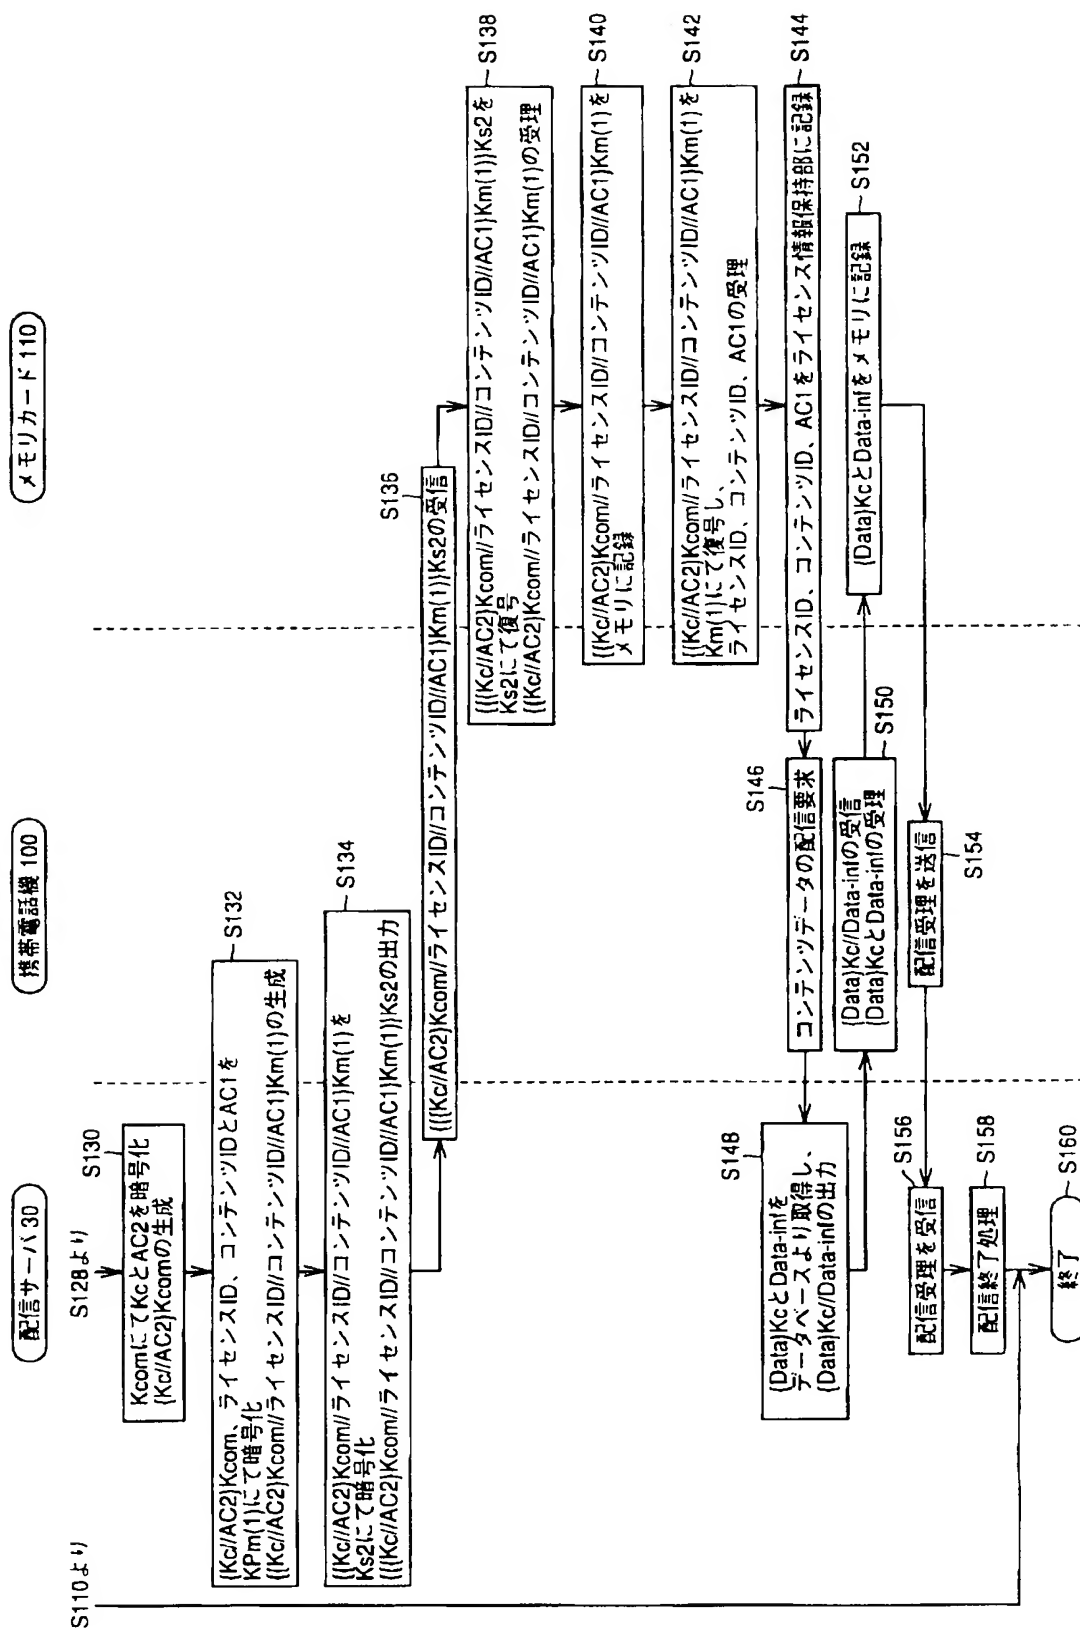 配信サーバ30
携帯電話機100
メモリカード110
S110より
S128より
S130
KcomにてKcとAC2を暗号化
{Kc//AC2}Kcomの生成
S132
{Kc//AC2}Kcom、ライセンスID、コンテンツIDとAC1を
KPm(1)にて暗号化
{{Kc//AC2}Kcom//ライセンスID//コンテンツID//AC1}Km(1)の生成
S134
{{Kc//AC2}Kcom//ライセンスID//コンテンツID//AC1}Km(1)を
Ks2にて暗号化
{{{Kc//AC2}Kcom//ライセンスID//コンテンツID//AC1}Km(1)}Ks2の出力
S136
{{{Kc//AC2}Kcom//ライセンスID//コンテンツID//AC1}Km(1)}Ks2の受信
S138
{{{Kc//AC2}Kcom//ライセンスID//コンテンツID//AC1}Km(1)}Ks2を
Ks2にて復号
{{Kc//AC2}Kcom//ライセンスID//コンテンツID//AC1}Km(1)の受理
S140
{{Kc//AC2}Kcom//ライセンスID//コンテンツID//AC1}Km(1)を
メモリに記録
S142
{{Kc//AC2}Kcom//ライセンスID//コンテンツID//AC1}Km(1)を
Km(1)にて復号し、
ライセンスID、コンテンツID、AC1の受理
S144
ライセンスID、コンテンツID、AC1をライセンス情報保持部に記録
S146
コンテンツデータの配信要求
S148
{Data}KcとData-infを
データベースより取得し、
{Data}Kc//Data-infの出力
S150
{Data}Kc//Data-infの受信
{Data}KcとData-infの受理
S152
{Data}KcとData-infをメモリに記録
S154
配信受理を送信
S156
配信受理を受信
S158
配信終了処理
S160
終了